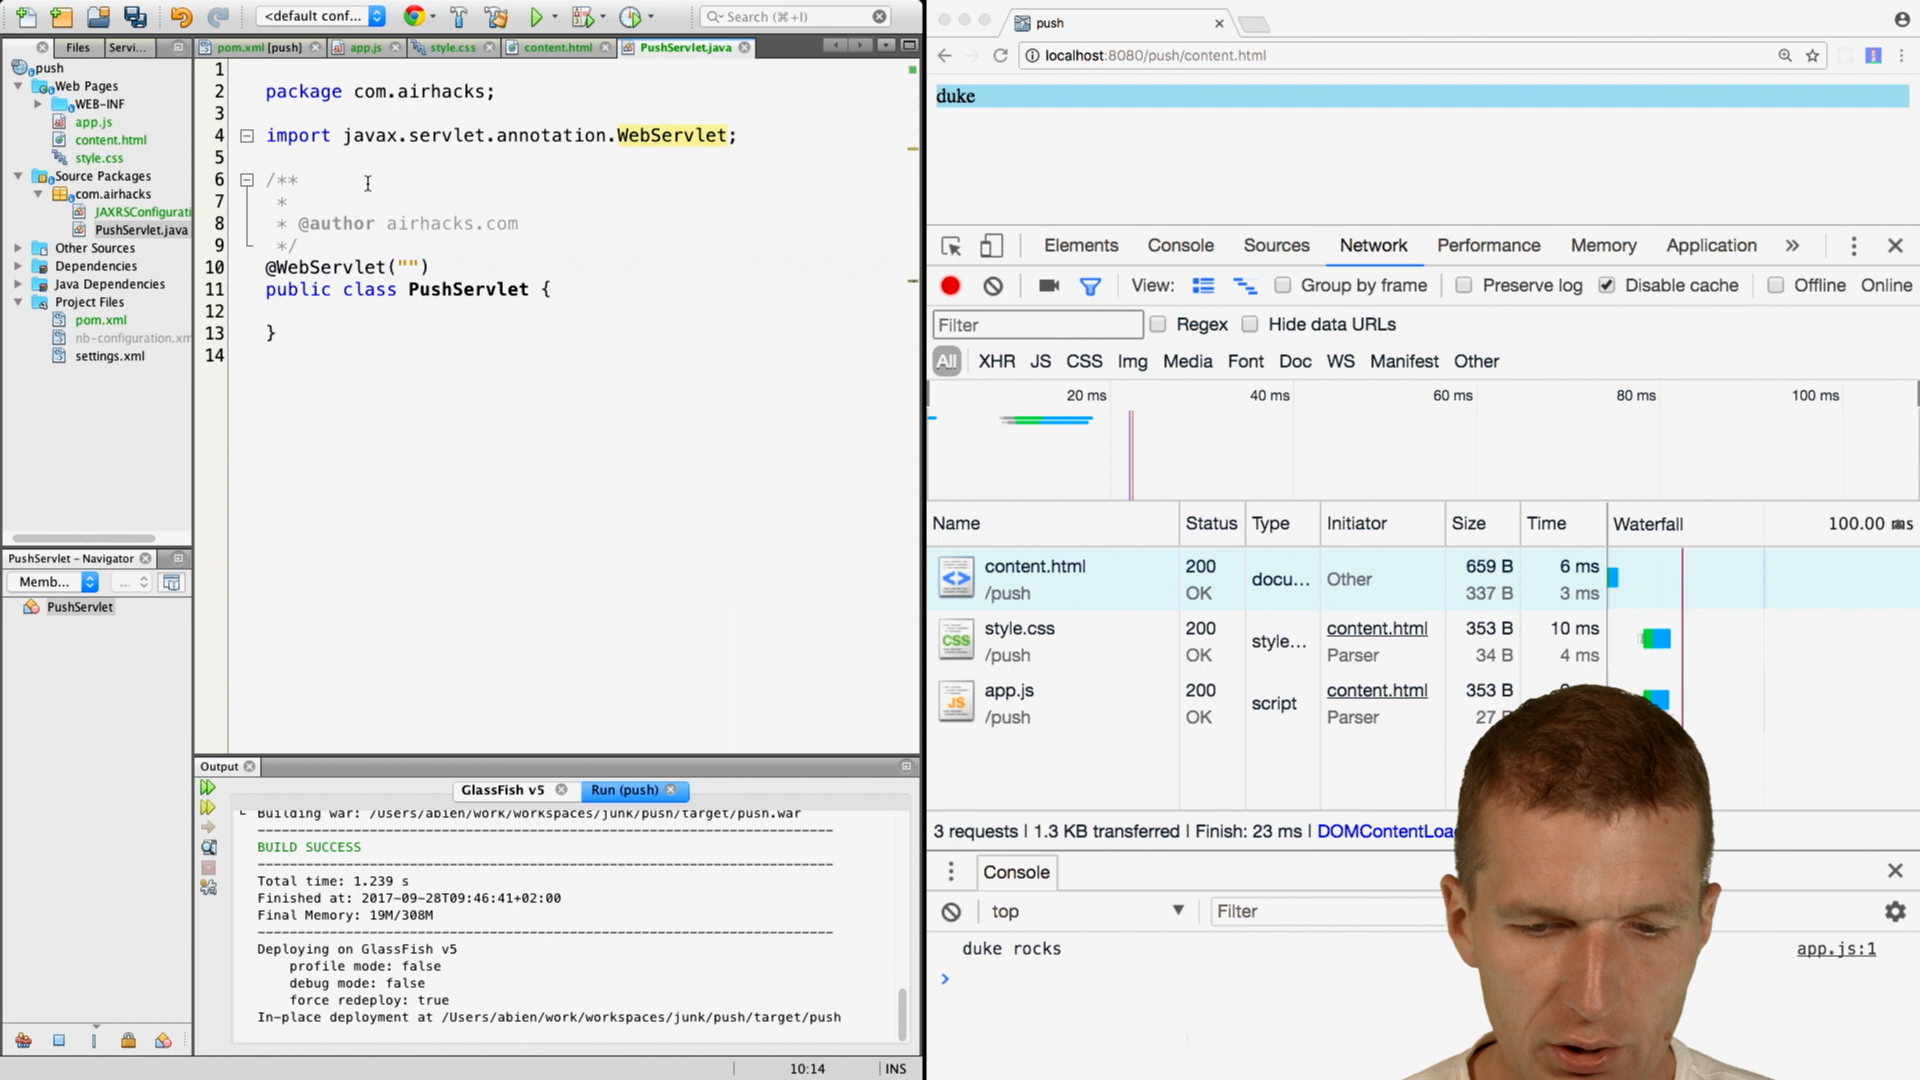 <default conf...
Search (⌘+I)
Files
Servi...
pom.xml [push]
app.js
style.css
content.html
PushServlet.java
push
Web Pages
WEB-INF
app.js
content.html
style.css
Source Packages
com.airhacks
JAXRSConfigurati
PushServlet.java
Other Sources
Dependencies
Java Dependencies
Project Files
pom.xml
nb-configuration.xm
settings.xml
PushServlet – Navigator
Memb...
...
PushServlet
1
2 package com.airhacks;
3
4 import javax.servlet.annotation.WebServlet;
5
6 /**
7 *
8 * @author airhacks.com
9 */
10 @WebServlet("")
11 public class PushServlet {
12
13 }
14
Output
GlassFish v5
Run (push)
Building war: /Users/abien/work/workspaces/junk/push/target/push.war
------------------------------------------------------------------------
BUILD SUCCESS
------------------------------------------------------------------------
Total time: 1.239 s
Finished at: 2017-09-28T09:46:41+02:00
Final Memory: 19M/308M
------------------------------------------------------------------------
Deploying on GlassFish v5
profile mode: false
debug mode: false
force redeploy: true
In-place deployment at /Users/abien/work/workspaces/junk/push/target/push
10:14
INS
push
localhost:8080/push/content.html
duke
Elements Console Sources Network Performance Memory Application »
View: Group by frame Preserve log Disable cache Offline Online
Filter Regex Hide data URLs
All XHR JS CSS Img Media Font Doc WS Manifest Other
20 ms 40 ms 60 ms 80 ms 100 ms
Name Status Type Initiator Size Time Waterfall 100.00 ms
content.html 200 docu... Other 659 B 6 ms
/push OK 337 B 3 ms
style.css 200 style... content.html 353 B 10 ms
/push OK Parser 34 B 4 ms
app.js 200 script content.html 353 B
/push OK Parser 27
3 requests | 1.3 KB transferred | Finish: 23 ms | DOMContentLoa
Console
top Filter
duke rocks app.js:1
>